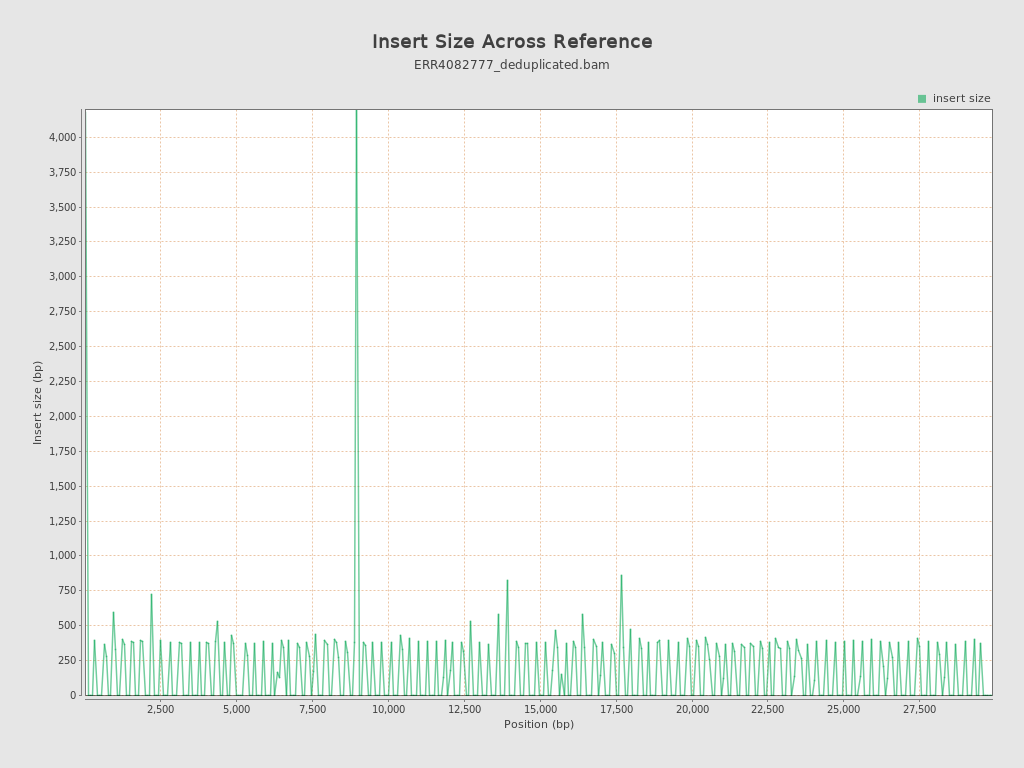 Insert Size Across Reference
ERR4082777_deduplicated.bam
insert size
4,000
3,750
3,500
3,250
3,000
2,750
2,500
2,250
2,000
1,750
1,500
1,250
1,000
750
500
250
0
Insert size (bp)
2,500 5,000 7,500 10,000 12,500 15,000 17,500 20,000 22,500 25,000 27,500
Position (bp)